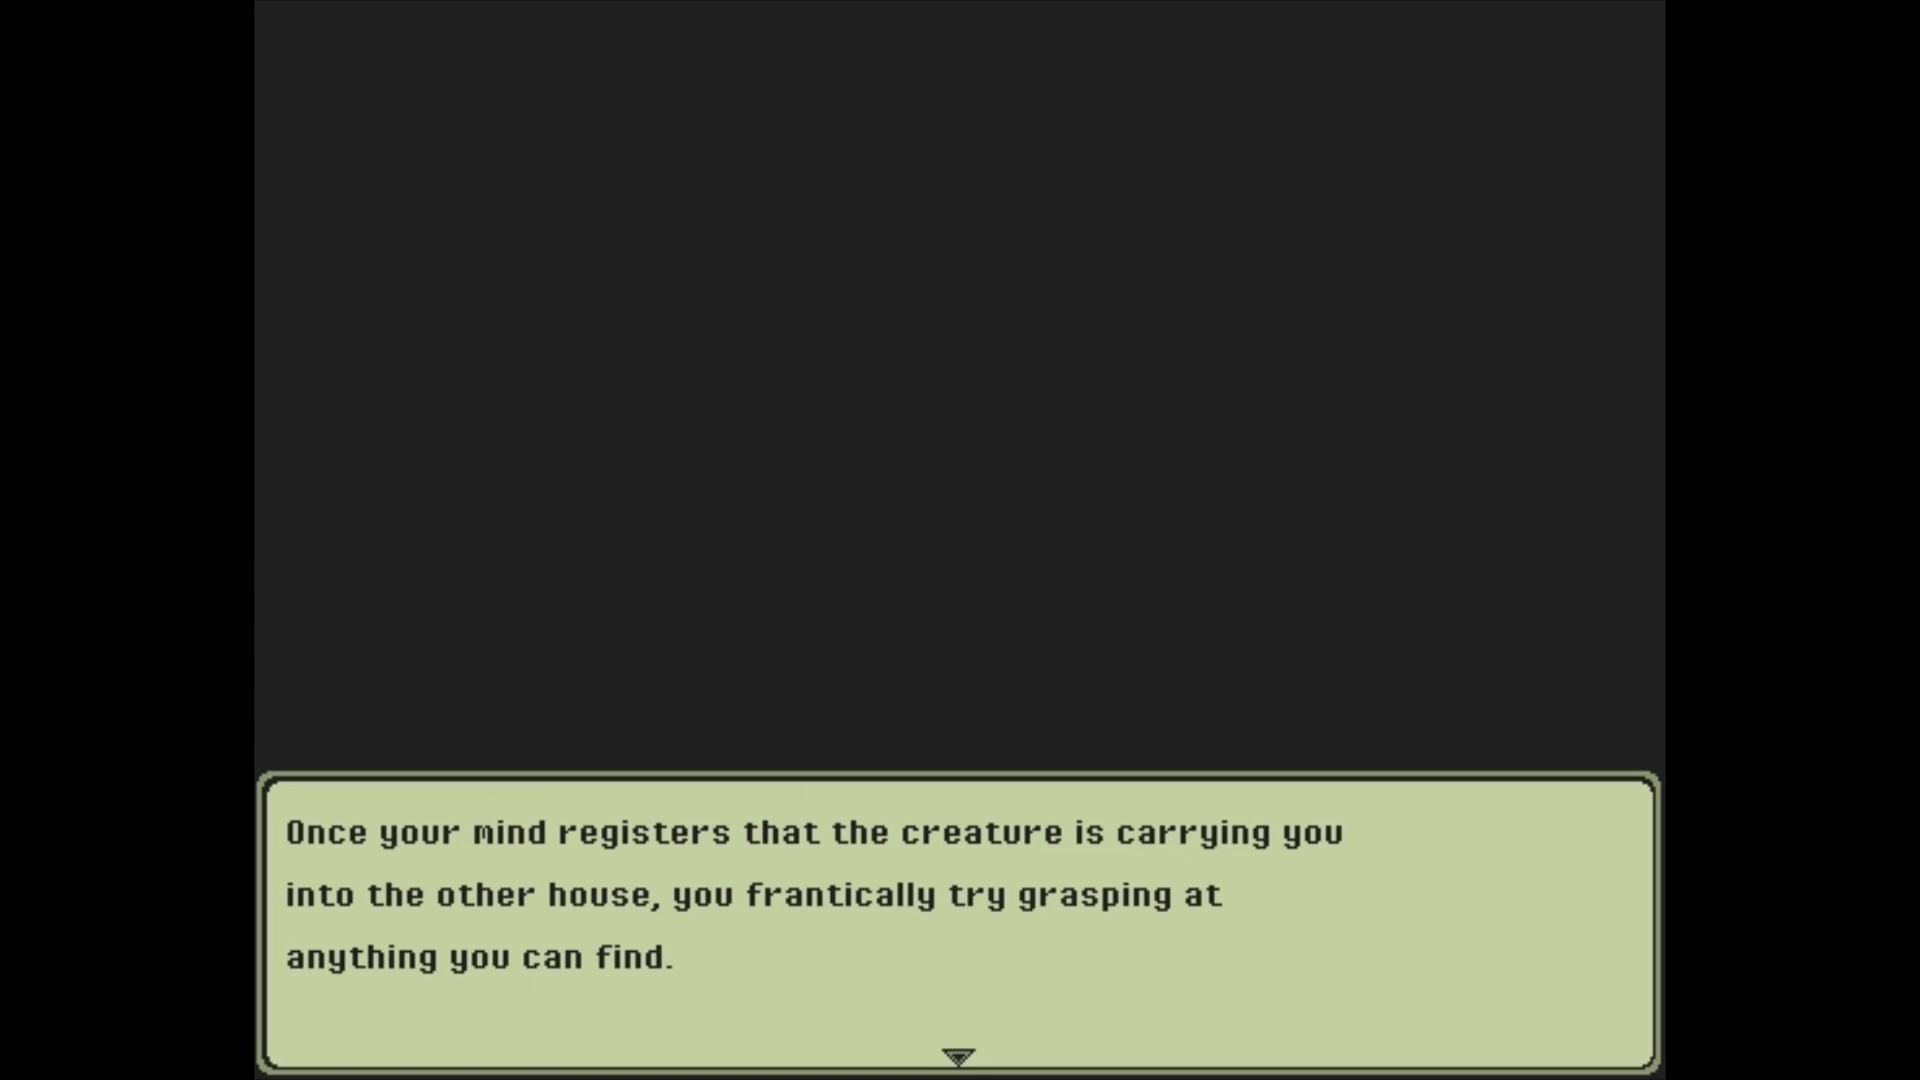 Once your mind registers that the creature is carrying you
into the other house, you frantically try grasping at
anything you can find.